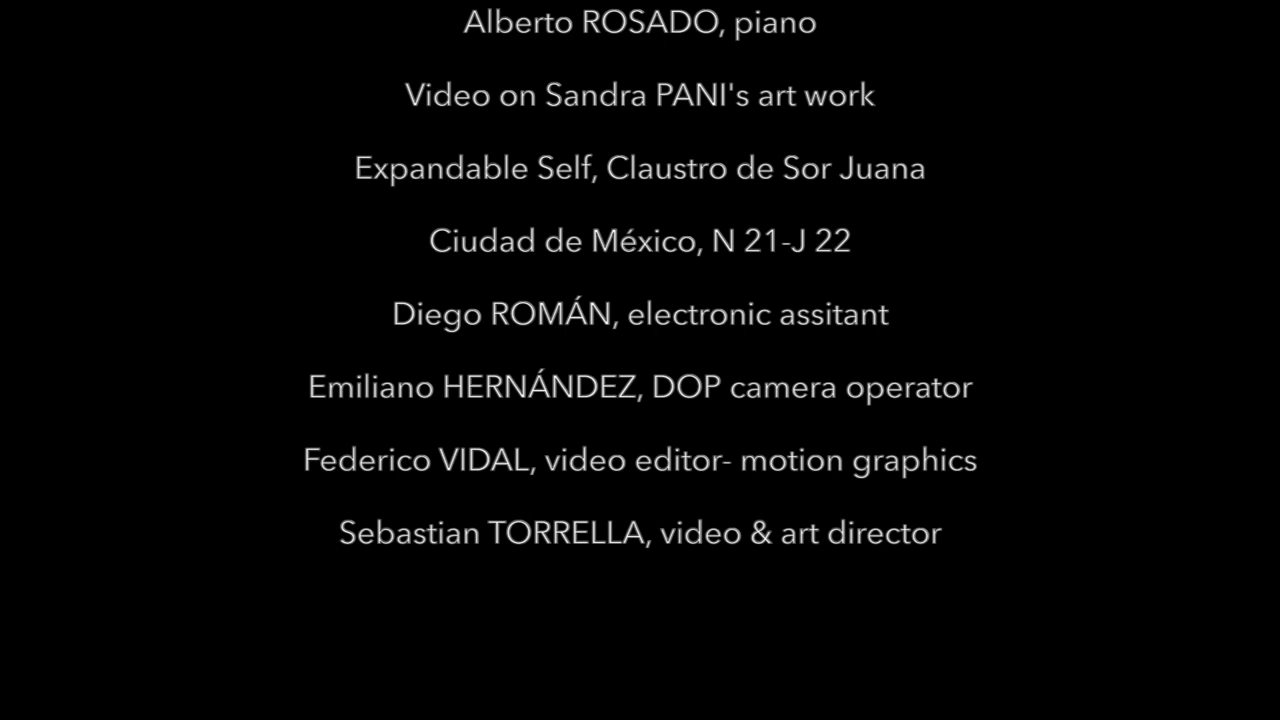 Alberto ROSADO, piano
Video on Sandra PANI's art work
Expandable Self, Claustro de Sor Juana
Ciudad de México, N 21-J 22
Diego ROMÁN, electronic assitant
Emiliano HERNÁNDEZ, DOP camera operator
Federico VIDAL, video editor- motion graphics
Sebastian TORRELLA, video & art director